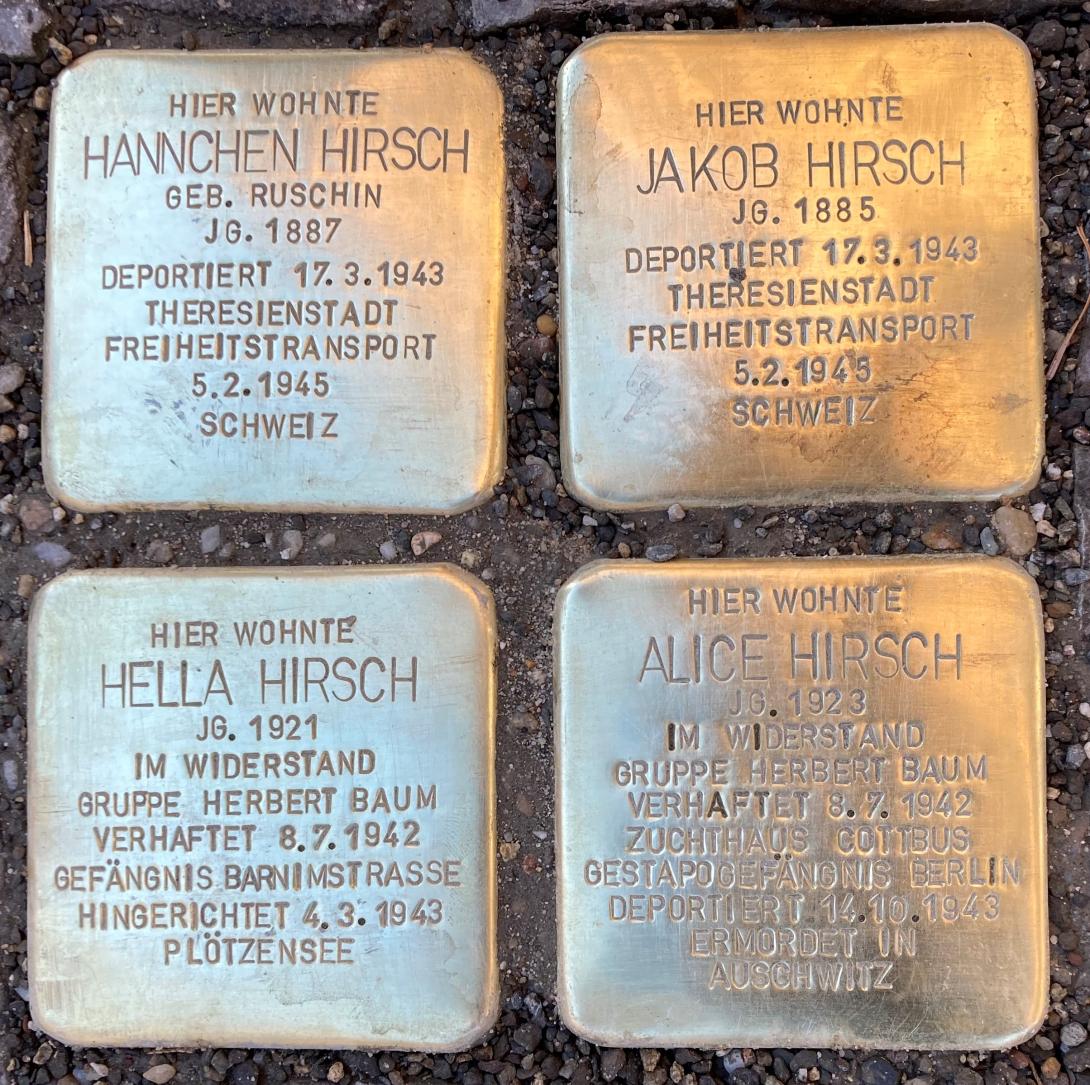 HIER WOHNTE
HANNCHEN HIRSCH
GEB. RUSCHIN
JG. 1887
DEPORTIERT 17.3.1943
THERESIENSTADT
FREIHEITSTRANSPORT
5.2.1945
SCHWEIZ
HIER WOHNTE
JAKOB HIRSCH
JG. 1885
DEPORTIERT 17.3.1943
THERESIENSTADT
FREIHEITSTRANSPORT
5.2.1945
SCHWEIZ
HIER WOHNTE
HELLA HIRSCH
JG. 1921
IM WIDERSTAND
GRUPPE HERBERT BAUM
VERHAFTET 8.7.1942
GEFÄNGNIS BARNIMSTRASSE
HINGERICHTET 4.3.1943
PLÖTZENSEE
HIER WOHNTE
ALICE HIRSCH
JG. 1923
IM WIDERSTAND
GRUPPE HERBERT BAUM
VERHAFTET 8.7.1942
ZUCHTHAUS COTTBUS
GESTAPOGEFÄNGNIS BERLIN
DEPORTIERT 14.10.1943
ERMORDET IN
AUSCHWITZ